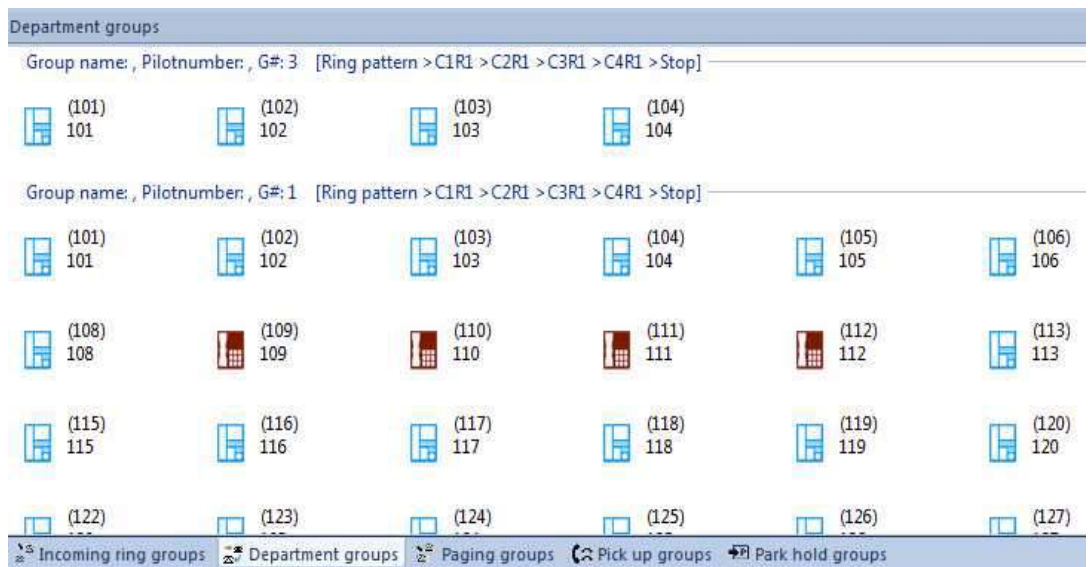 Department groups
Group name: , Pilotnumber: , G#: 3 [Ring pattern > C1R1 > C2R1 > C3R1 > C4R1 > Stop]
(101) (102) (103) (104)
101 102 103 104
Group name: , Pilotnumber: , G#: 1 [Ring pattern > C1R1 > C2R1 > C3R1 > C4R1 > Stop]
(101) (102) (103) (104) (105) (106)
101 102 103 104 105 106
(108) (109) (110) (111) (112) (113)
108 109 110 111 112 113
(115) (116) (117) (118) (119) (120)
115 116 117 118 119 120
(122) (123) (124) (125) (126) (127)
Incoming ring groups Department groups Paging groups Pick up groups Park hold groups